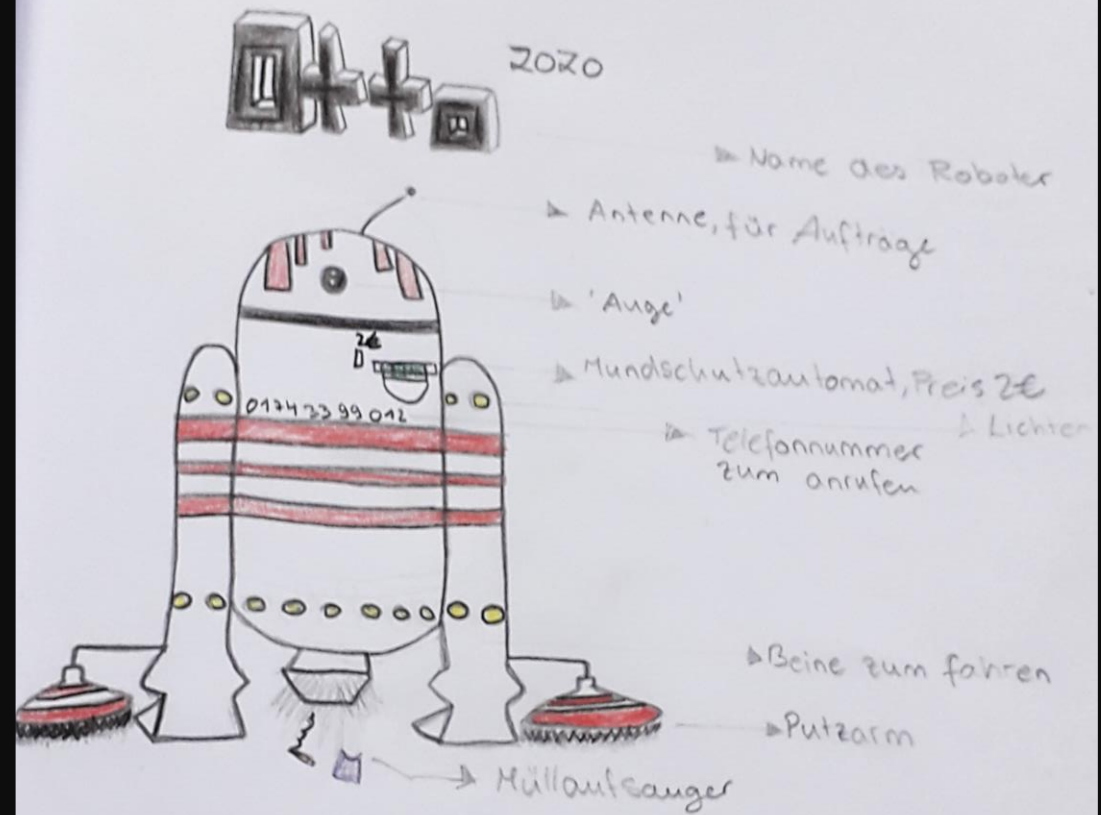 Otto 2020
Name des Roboter
Antenne, für Aufträge
'Auge'
2€
Mundschutzautomat, Preis 2€
0174 33 99 012
Lichter
Telefonnummer
zum anrufen
Beine zum fahren
Putzarm
Müllaufsauger